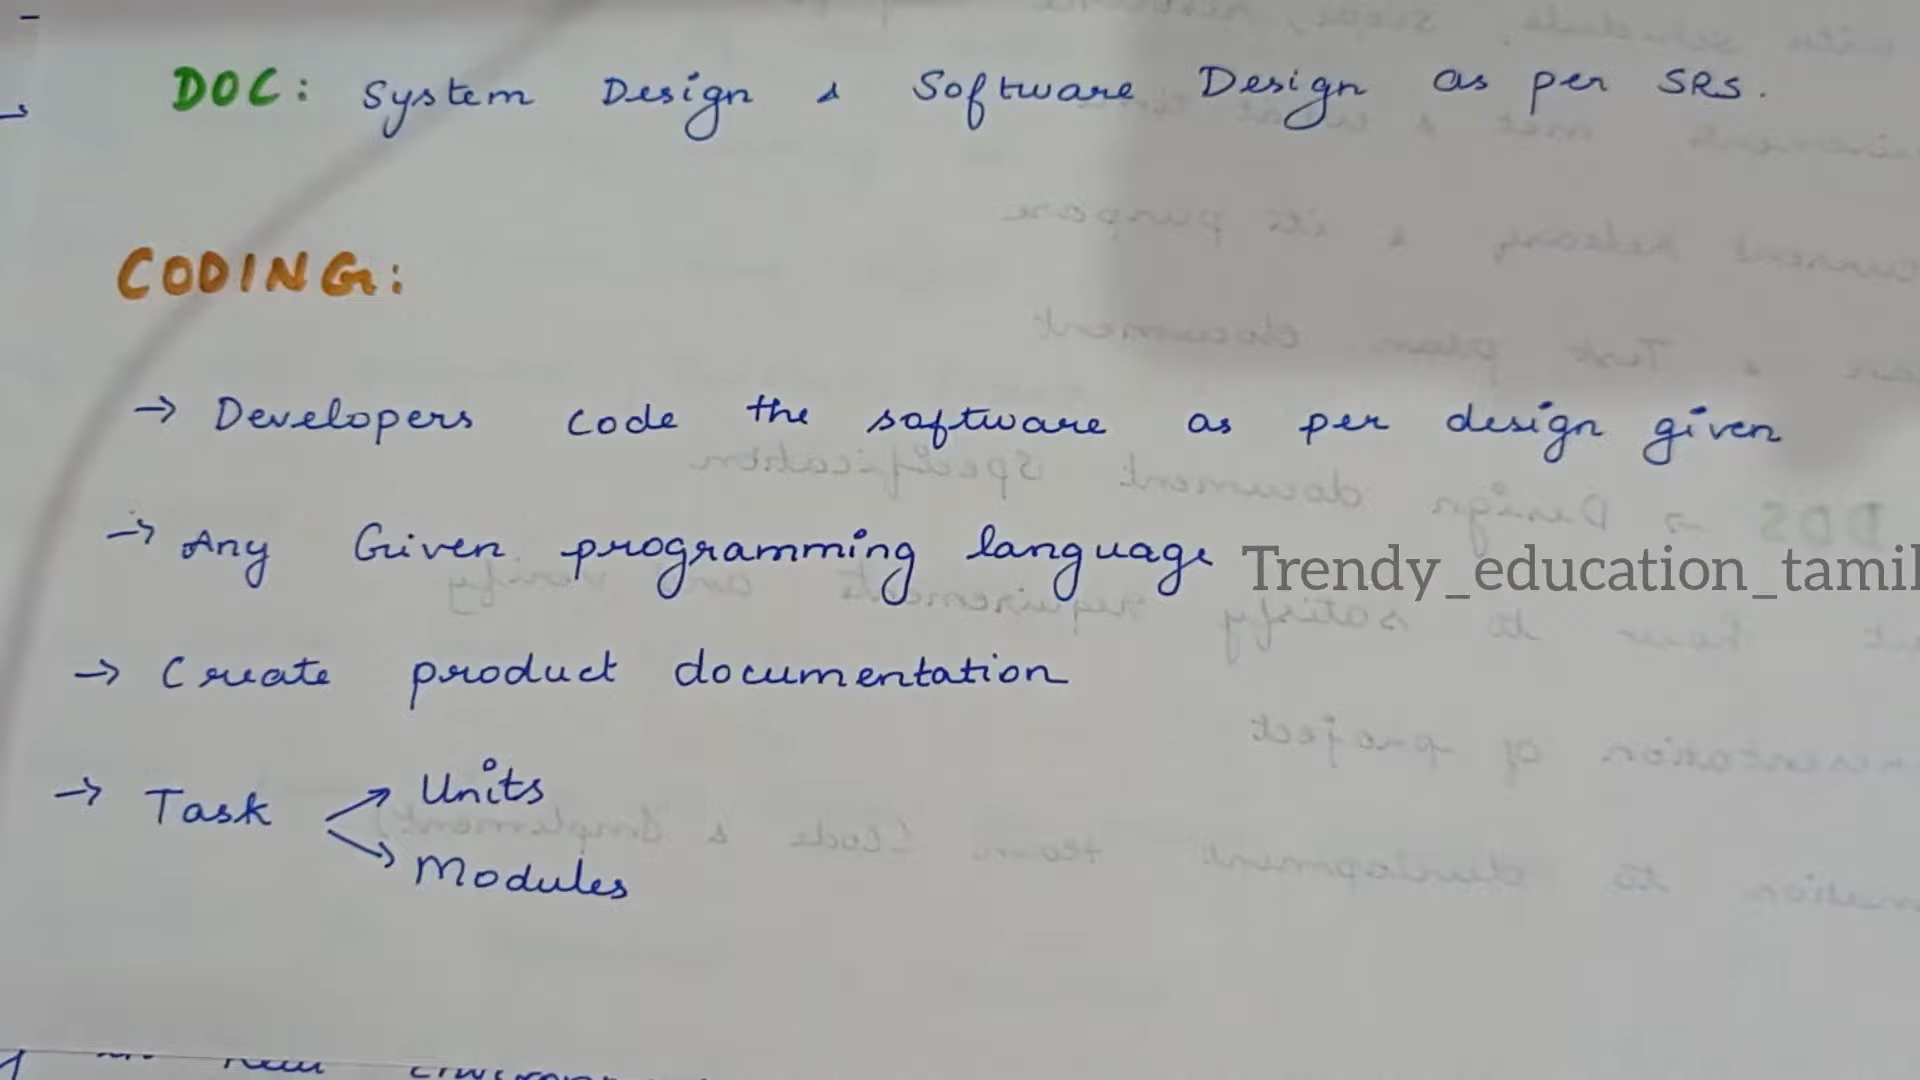 DOC: System Design & Software Design as per SRS.
CODING:
→ Developers code the software as per design given
→ Any Given programming language
Trendy_education_tamil
→ Create product documentation
→ Task
Units
Modules